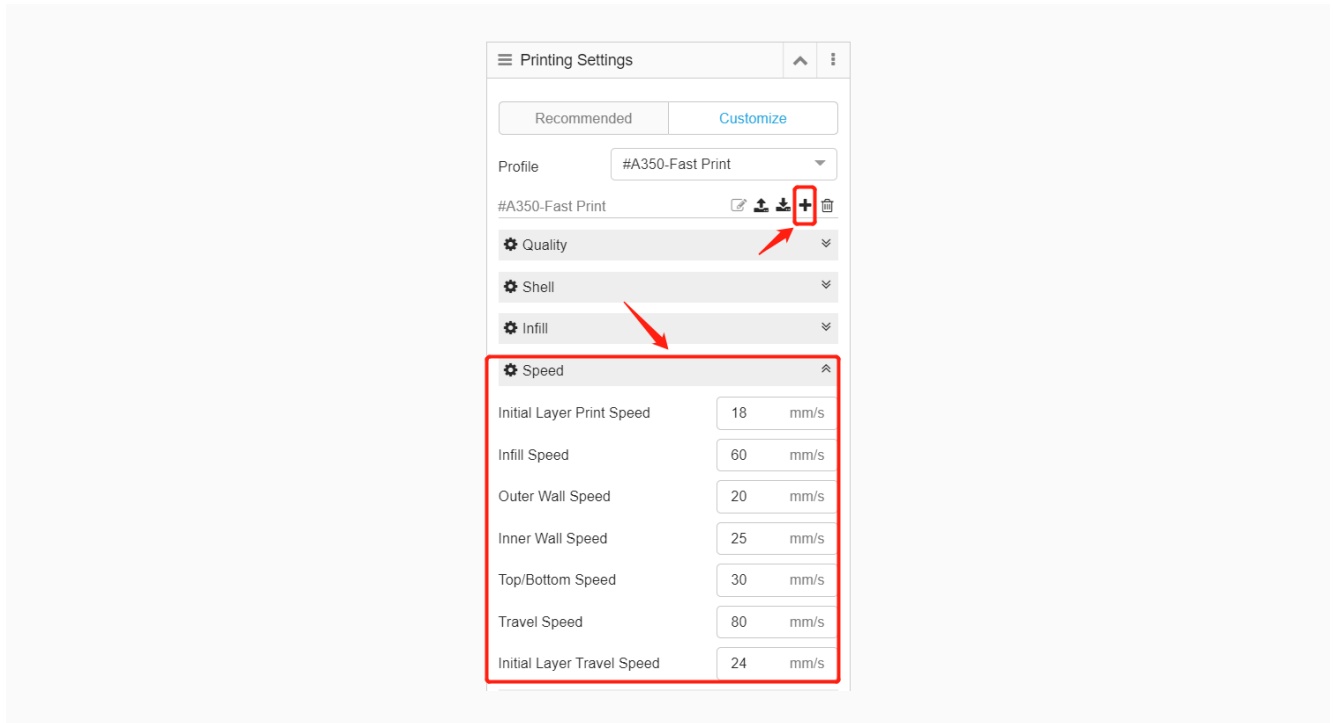 Printing Settings
Recommended Customize
Profile #A350-Fast Print
#A350-Fast Print
Quality
Shell
Infill
Speed
Initial Layer Print Speed 18 mm/s
Infill Speed 60 mm/s
Outer Wall Speed 20 mm/s
Inner Wall Speed 25 mm/s
Top/Bottom Speed 30 mm/s
Travel Speed 80 mm/s
Initial Layer Travel Speed 24 mm/s